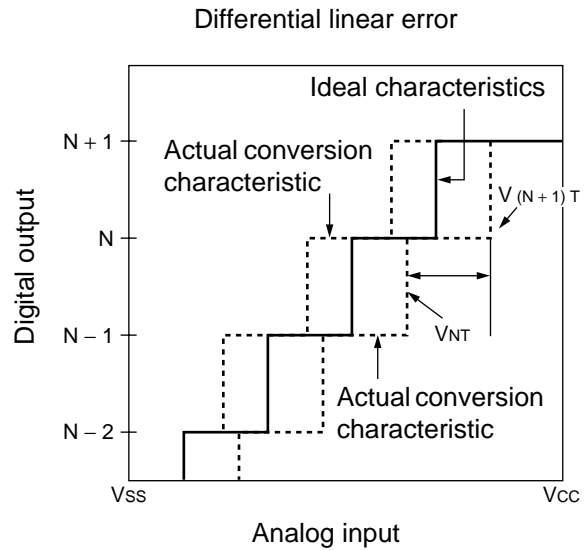 Differential linear error
Ideal characteristics
N + 1
Actual conversion
characteristic
V (N + 1) T
N
Digital output
N − 1
VNT
Actual conversion
characteristic
N − 2
VSS
VCC
Analog input